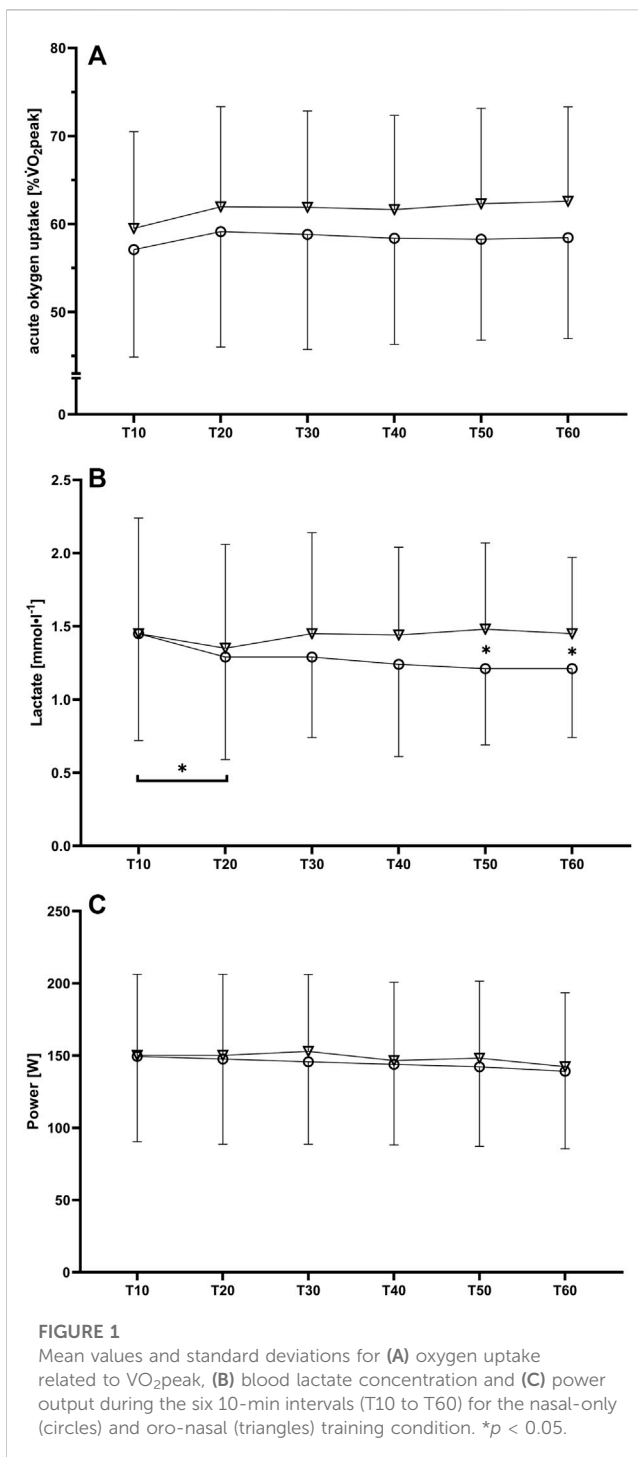 A
80
70
60
50
0
acute okygen uptake [%V̇O₂peak]
T10 T20 T30 T40 T50 T60
B
2.5
2.0
1.5
1.0
0.5
0.0
Lactate [mmol•l⁻¹]
* *
*
T10 T20 T30 T40 T50 T60
C
250
200
150
100
50
0
Power [W]
T10 T20 T30 T40 T50 T60
FIGURE 1
Mean values and standard deviations for (A) oxygen uptake
related to VO₂peak, (B) blood lactate concentration and (C) power
output during the six 10-min intervals (T10 to T60) for the nasal-only
(circles) and oro-nasal (triangles) training condition. *p < 0.05.